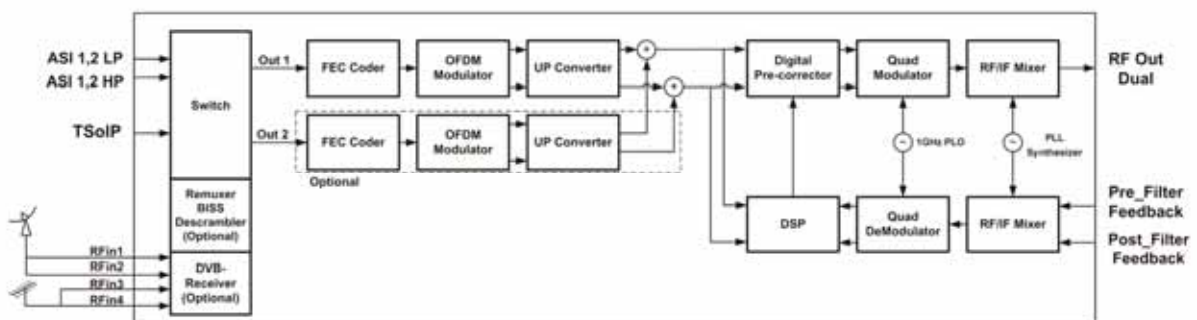 ASI 1,2 LP
ASI 1,2 HP
TSoIP
Switch
Out 1
Out 2
FEC Coder
OFDM
Modulator
UP Converter
+
+
Digital
Pre-corrector
Quad
Modulator
RF/IF Mixer
RF Out
Dual
FEC Coder
OFDM
Modulator
UP Converter
Optional
~
1GHz PLO
~
PLL
Synthesizer
Remuxer
BISS
Descrambler
(Optional)
DSP
Quad
DeModulator
RF/IF Mixer
Pre_Filter
Feedback
Post_Filter
Feedback
RFin1
RFin2
RFin3
RFin4
DVB-
Receiver
(Optional)